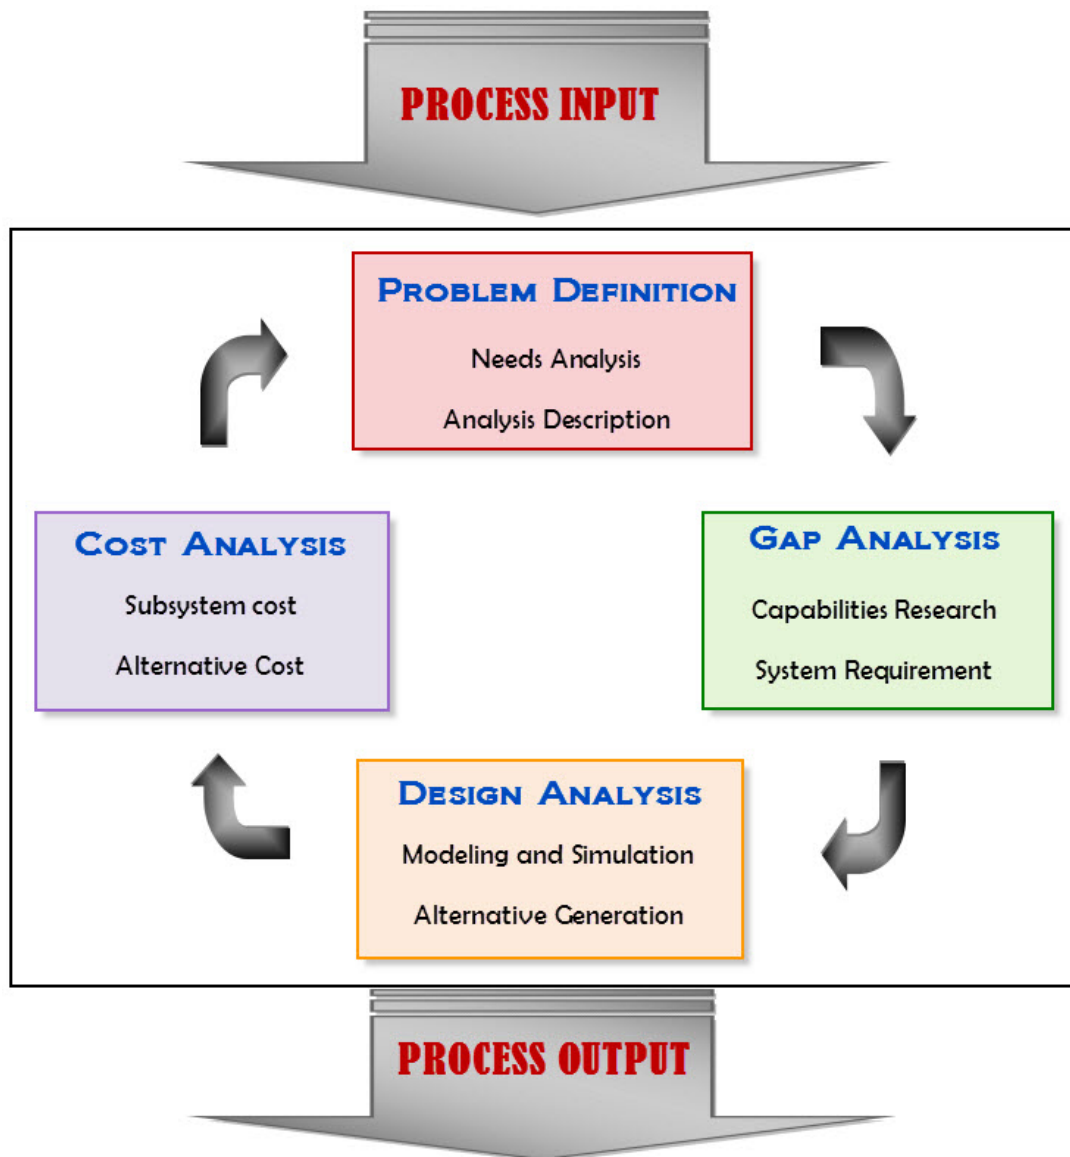 PROCESS INPUT
PROBLEM DEFINITION
Needs Analysis
Analysis Description
COST ANALYSIS
Subsystem cost
Alternative Cost
GAP ANALYSIS
Capabilities Research
System Requirement
DESIGN ANALYSIS
Modeling and Simulation
Alternative Generation
PROCESS OUTPUT